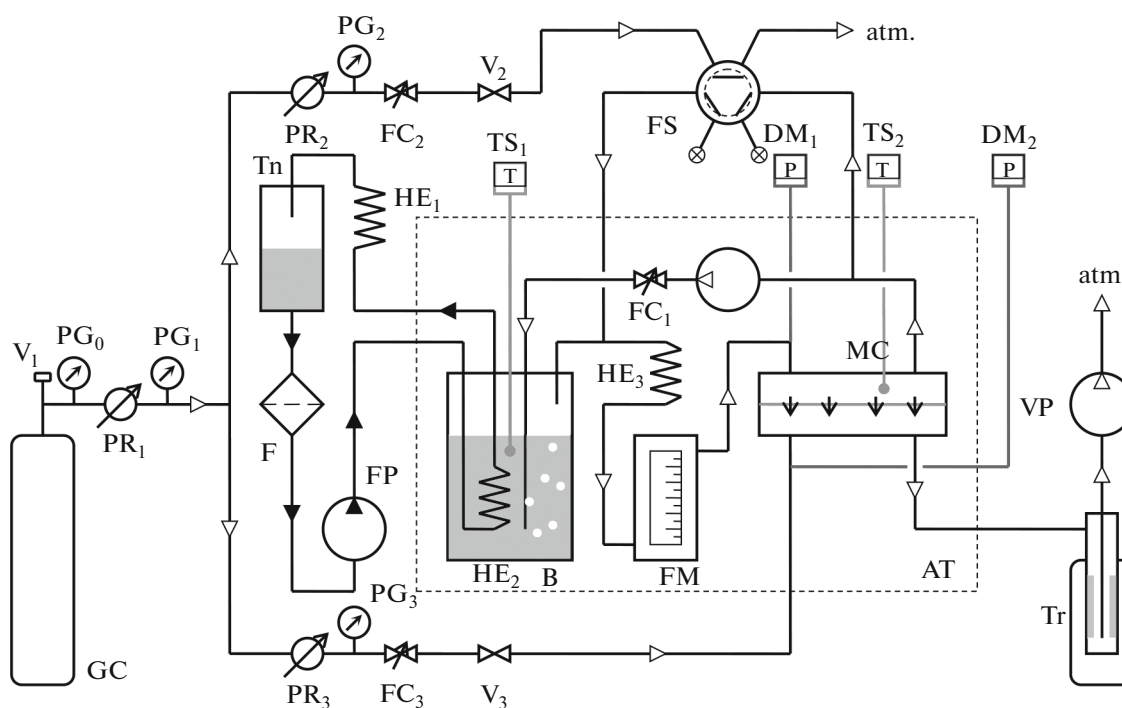 PG₂
atm.
V₂
PR₂
FC₂
FS
DM₁
TS₂
DM₂
TS₁
Tn
T
P
T
P
HE₁
atm.
FC₁
V₁
PG₀
PG₁
MC
HE₃
VP
PR₁
F
FP
HE₂
B
FM
AT
PG₃
Tr
GC
PR₃
FC₃
V₃